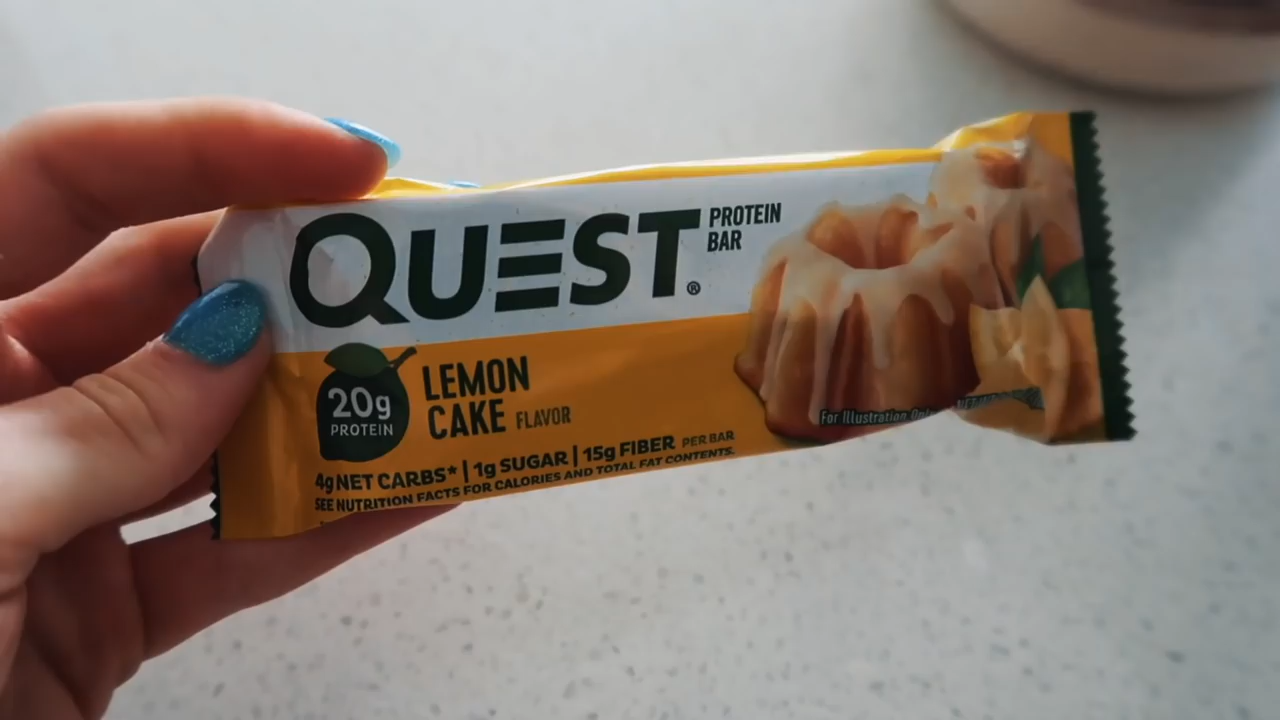 QUEST®
PROTEIN
BAR
20g
PROTEIN
LEMON
CAKE FLAVOR
4g NET CARBS* | 1g SUGAR | 15g FIBER PER BAR
SEE NUTRITION FACTS FOR CALORIES AND TOTAL FAT CONTENTS.
For Illustration
NET